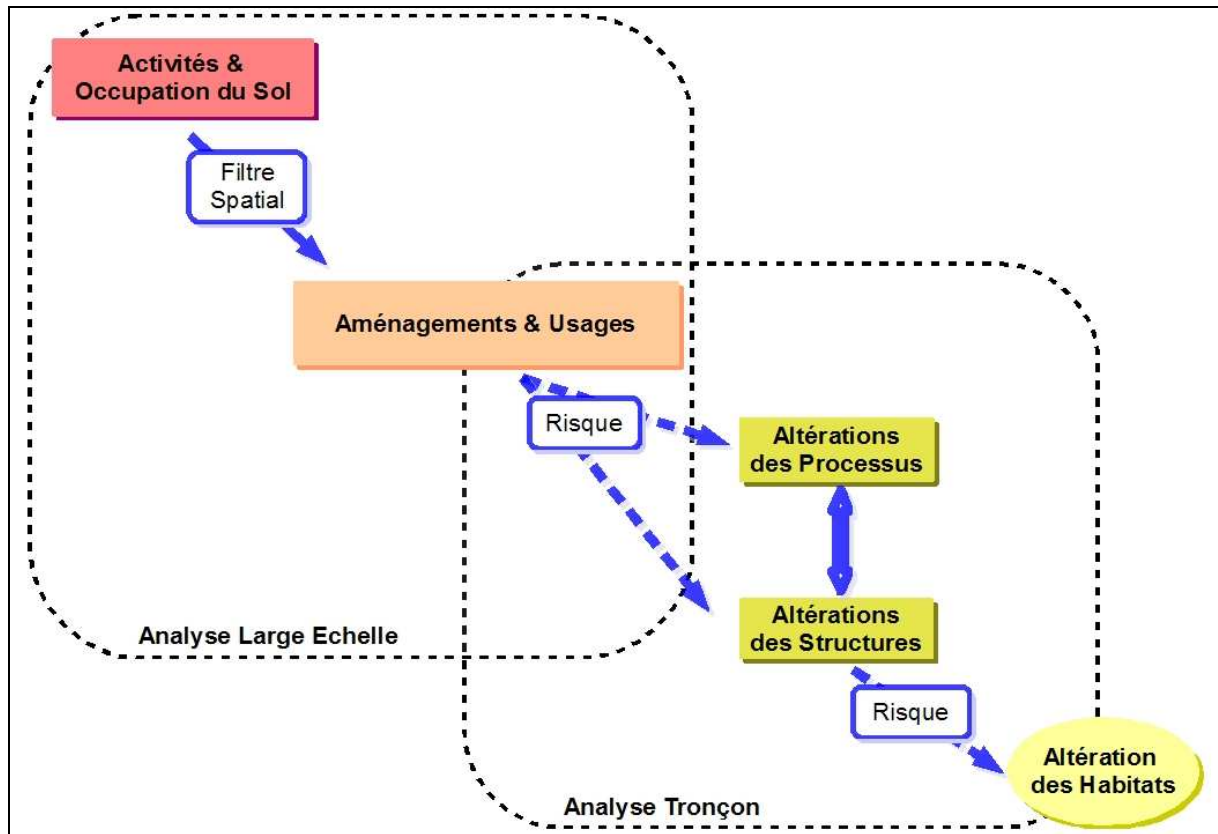 Activités &
Occupation du Sol
Filtre
Spatial
Aménagements & Usages
Risque
Altérations
des Processus
Altérations
des Structures
Analyse Large Echelle
Risque
Altération
des Habitats
Analyse Tronçon